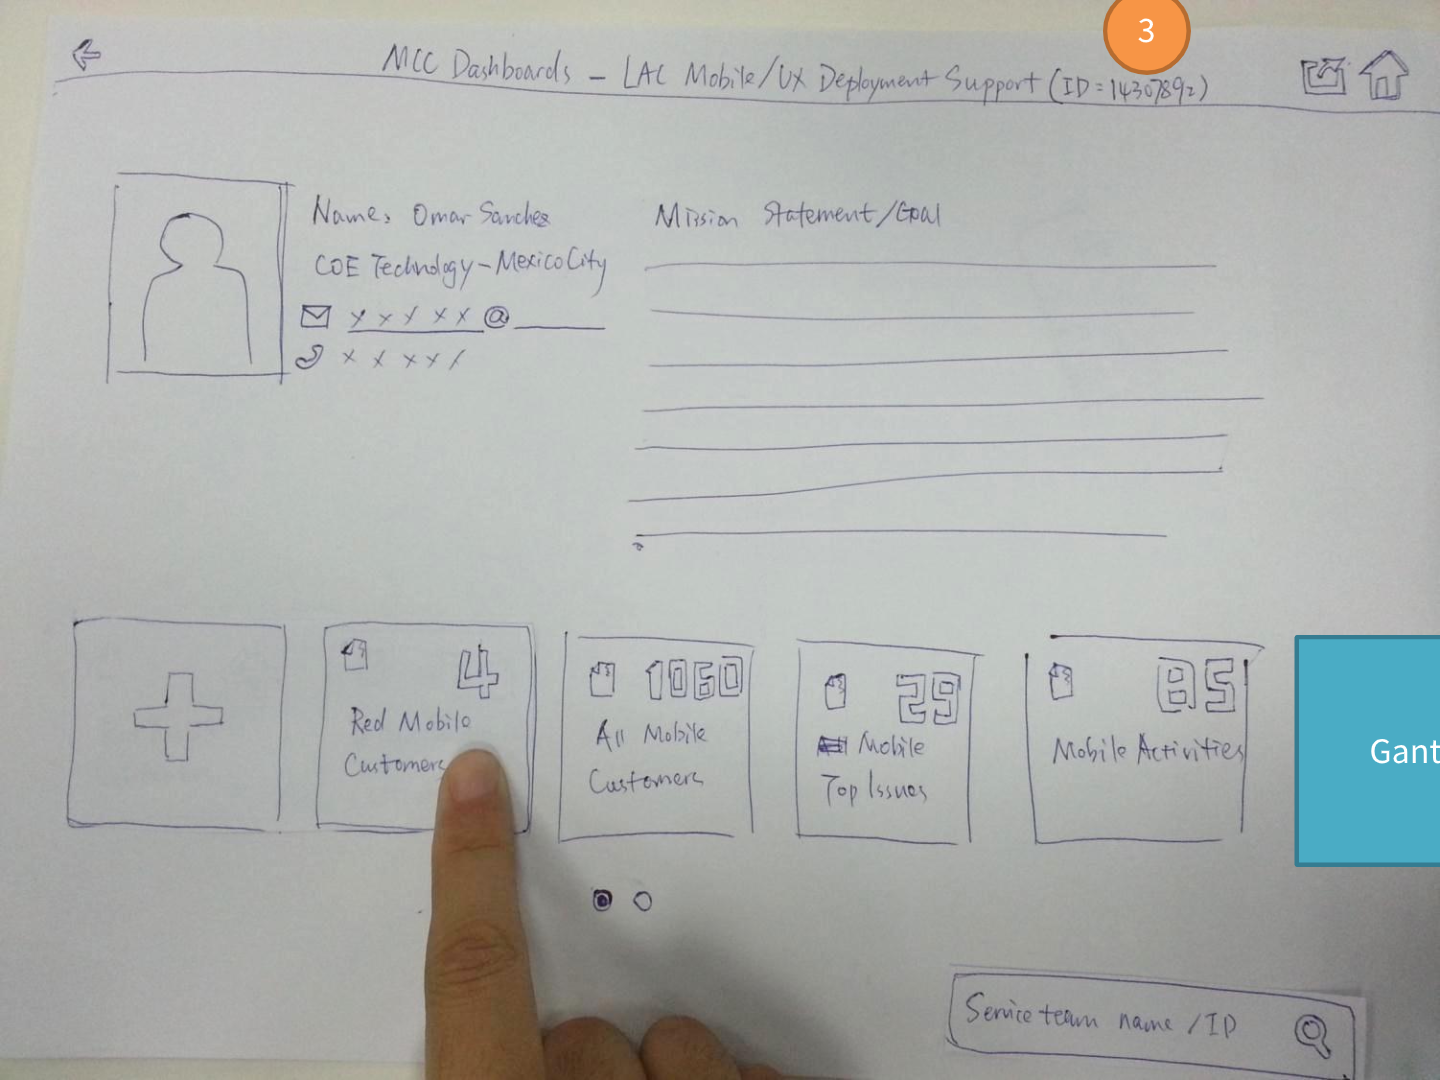 3
MCC Dashboards – LAC Mobile/UX Deployment Support (ID=14307892)
Name: Omar Sanchez
COE Technology – Mexico City
x x x x x @
x x x x x
Mission Statement/Goal
4
Red Mobile
Customers
1060
All Mobile
Customers
29
Mobile
Top Issues
85
Mobile Activities
Gant
Service team name / ID